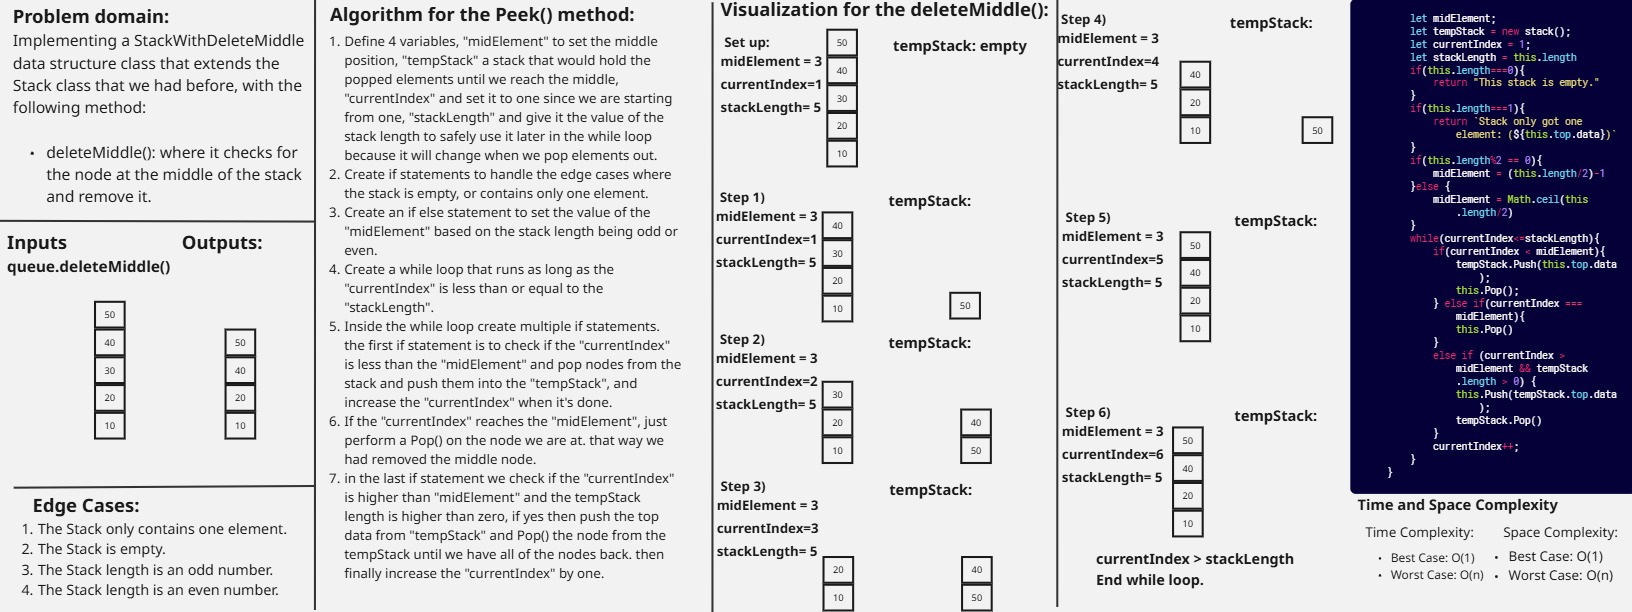 Problem domain:
Implementing a StackWithDeleteMiddle
data structure class that extends the
Stack class that we had before, with the
following method:
• deleteMiddle(): where it checks for
the node at the middle of the stack
and remove it.
Inputs
Outputs:
queue.deleteMiddle()
50
40
30
20
10
50
40
20
10
Edge Cases:
1. The Stack only contains one element.
2. The Stack is empty.
3. The Stack length is an odd number.
4. The Stack length is an even number.
Algorithm for the Peek() method:
1. Define 4 variables, "midElement" to set the middle
position, "tempStack" a stack that would hold the
popped elements until we reach the middle,
"currentIndex" and set it to one since we are starting
from one, "stackLength" and give it the value of the
stack length to safely use it later in the while loop
because it will change when we pop elements out.
2. Create if statements to handle the edge cases where
the stack is empty, or contains only one element.
3. Create an if else statement to set the value of the
"midElement" based on the stack length being odd or
even.
4. Create a while loop that runs as long as the
"currentIndex" is less than or equal to the
"stackLength".
5. Inside the while loop create multiple if statements.
the first if statement is to check if the "currentIndex"
is less than the "midElement" and pop nodes from the
stack and push them into the "tempStack", and
increase the "currentIndex" when it's done.
6. If the "currentIndex" reaches the "midElement", just
perform a Pop() on the node we are at. that way we
had removed the middle node.
7. in the last if statement we check if the "currentIndex"
is higher than "midElement" and the tempStack
length is higher than zero, if yes then push the top
data from "tempStack" and Pop() the node from the
tempStack until we have all of the nodes back. then
finally increase the "currentIndex" by one.
Visualization for the deleteMiddle():
Set up:
midElement = 3
currentIndex=1
stackLength= 5
50
40
30
20
10
tempStack: empty
Step 1)
midElement = 3
currentIndex=1
stackLength= 5
40
30
20
10
tempStack:
50
Step 2)
midElement = 3
currentIndex=2
stackLength= 5
30
20
10
tempStack:
40
50
Step 3)
midElement = 3
currentIndex=3
stackLength= 5
20
10
tempStack:
40
50
Step 4)
midElement = 3
currentIndex=4
stackLength= 5
40
20
10
tempStack:
50
Step 5)
midElement = 3
currentIndex=5
stackLength= 5
50
40
20
10
tempStack:
Step 6)
midElement = 3
currentIndex=6
stackLength= 5
50
40
20
10
tempStack:
currentIndex > stackLength
End while loop.
let midElement;
let tempStack = new stack();
let currentIndex = 1;
let stackLength = this.length
if(this.length===0){
return "This stack is empty."
}
if(this.length===1){
return `Stack only got one
element: (${this.top.data})`
}
if(this.length%2 == 0){
midElement = (this.length/2)-1
}else {
midElement = Math.ceil(this
.length/2)
}
while(currentIndex<=stackLength){
if(currentIndex < midElement){
tempStack.Push(this.top.data
);
this.Pop();
} else if(currentIndex ===
midElement){
this.Pop()
}
else if (currentIndex >
midElement && tempStack
.length > 0) {
this.Push(tempStack.top.data
);
tempStack.Pop()
}
currentIndex++;
}
}
Time and Space Complexity
Time Complexity:
• Best Case: O(1)
• Worst Case: O(n)
Space Complexity:
• Best Case: O(1)
• Worst Case: O(n)